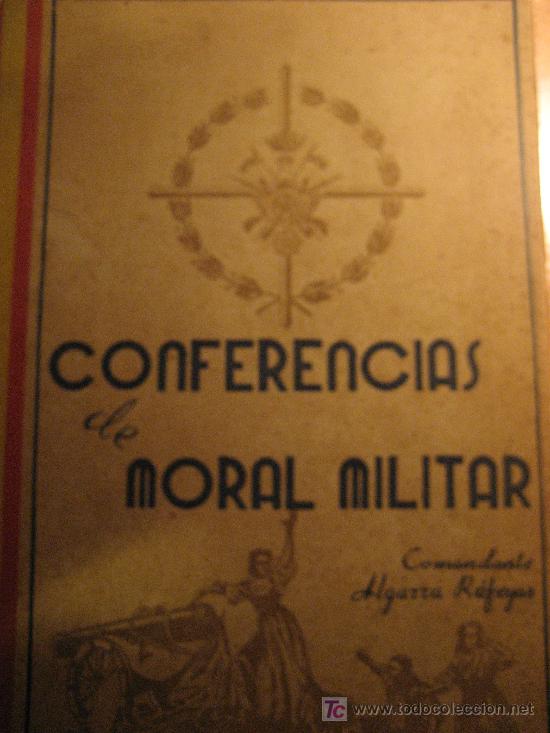 CONFERENCIAS
de
MORAL MILITAR
Comandante
Algarra Ráfegas
TC www.todocoleccion.net